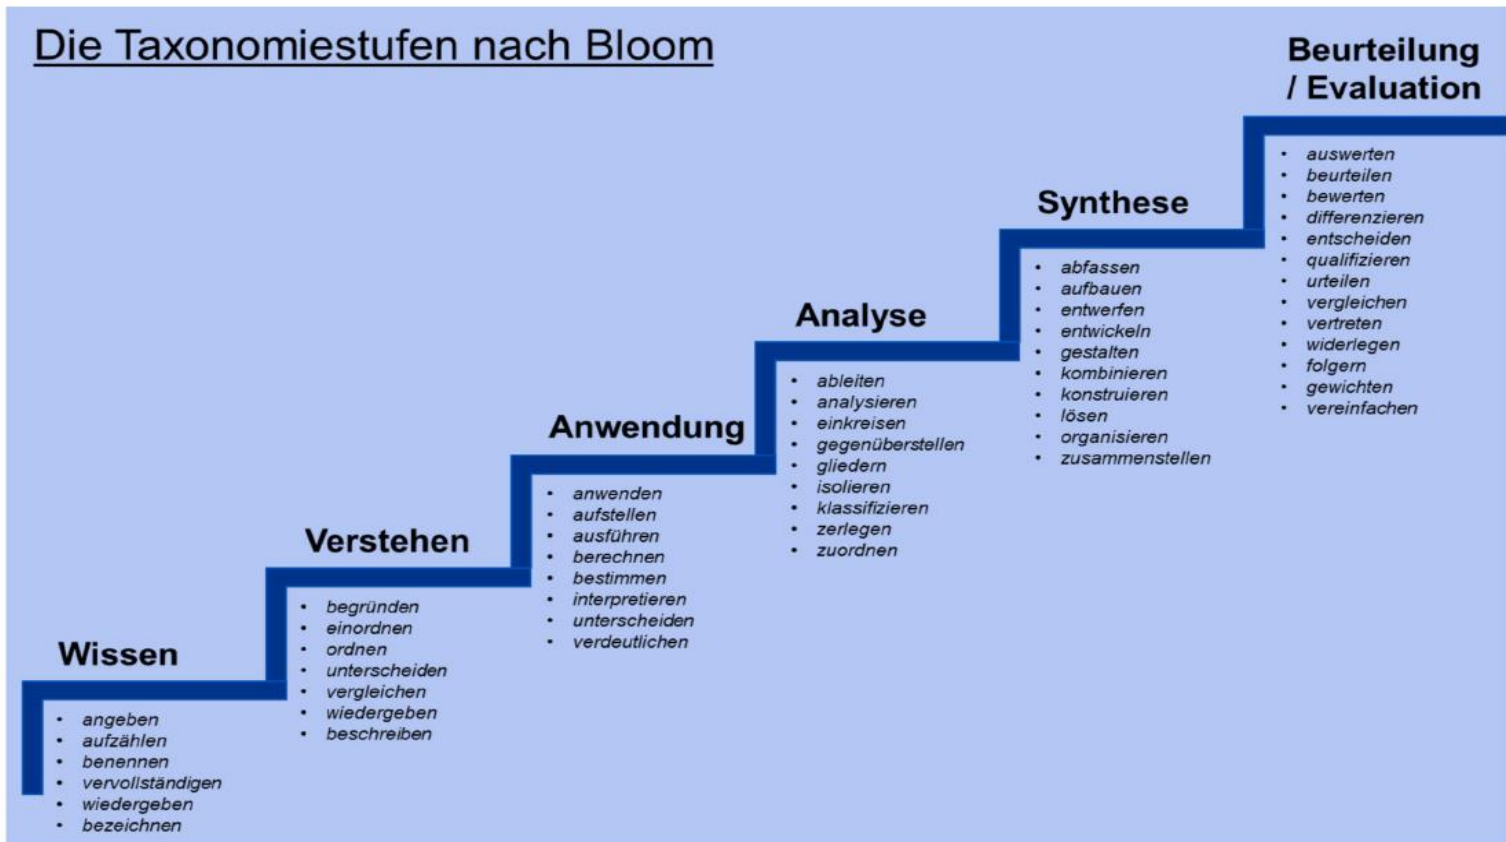 Die Taxonomiestufen nach Bloom
Wissen
• angeben
• aufzählen
• benennen
• vervollständigen
• wiedergeben
• bezeichnen
Verstehen
• begründen
• einordnen
• ordnen
• unterscheiden
• vergleichen
• wiedergeben
• beschreiben
Anwendung
• anwenden
• aufstellen
• ausführen
• berechnen
• bestimmen
• interpretieren
• unterscheiden
• verdeutlichen
Analyse
• ableiten
• analysieren
• einkreisen
• gegenüberstellen
• gliedern
• isolieren
• klassifizieren
• zerlegen
• zuordnen
Synthese
• abfassen
• aufbauen
• entwerfen
• entwickeln
• gestalten
• kombinieren
• konstruieren
• lösen
• organisieren
• zusammenstellen
Beurteilung
/ Evaluation
• auswerten
• beurteilen
• bewerten
• differenzieren
• entscheiden
• qualifizieren
• urteilen
• vergleichen
• vertreten
• widerlegen
• folgern
• gewichten
• vereinfachen